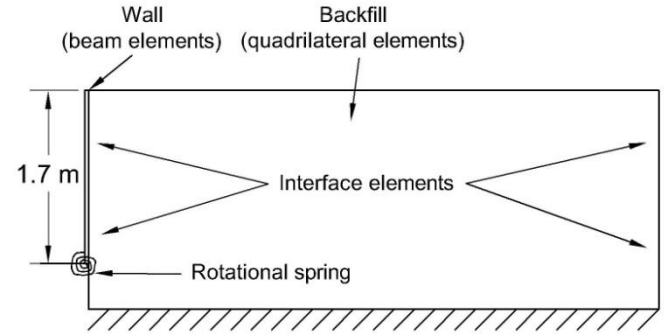 Wall
(beam elements)
Backfill
(quadrilateral elements)
1.7 m
Interface elements
Rotational spring